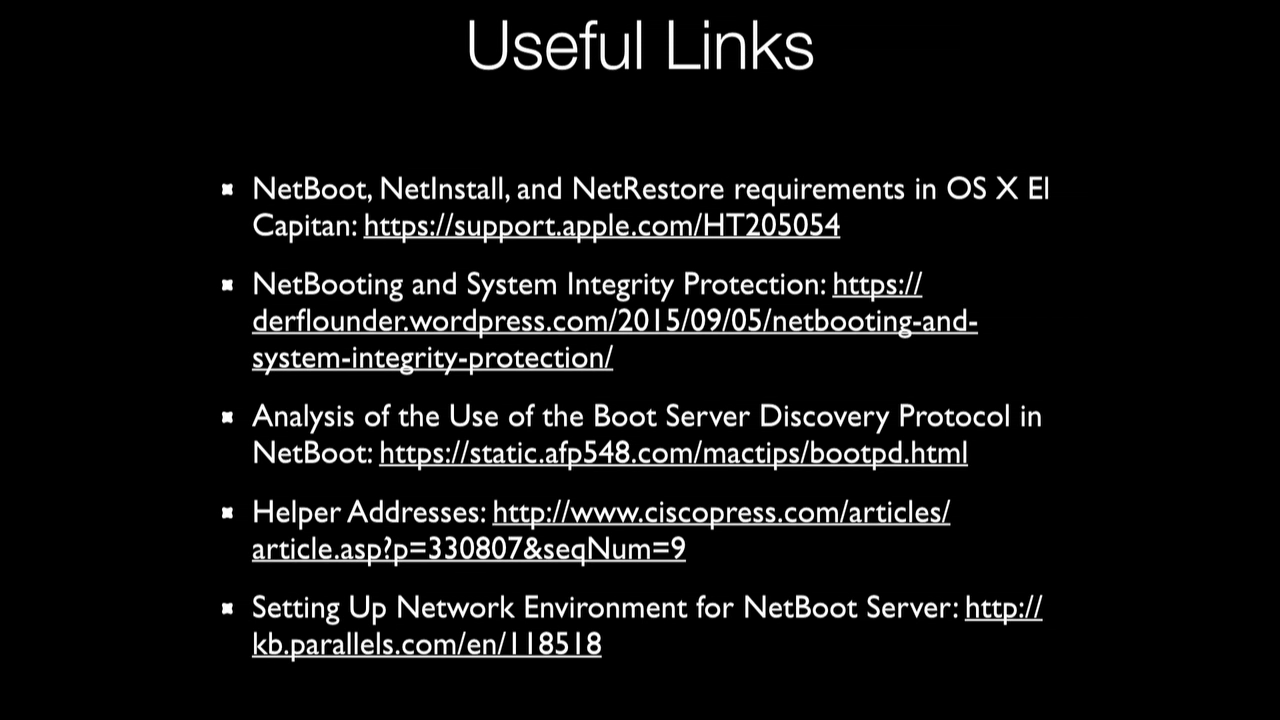 Useful Links
NetBoot, NetInstall, and NetRestore requirements in OS X El
Capitan: https://support.apple.com/HT205054
NetBooting and System Integrity Protection: https://
derflounder.wordpress.com/2015/09/05/netbooting-and-
system-integrity-protection/
Analysis of the Use of the Boot Server Discovery Protocol in
NetBoot: https://static.afp548.com/mactips/bootpd.html
Helper Addresses: http://www.ciscopress.com/articles/
article.asp?p=330807&seqNum=9
Setting Up Network Environment for NetBoot Server: http://
kb.parallels.com/en/118518